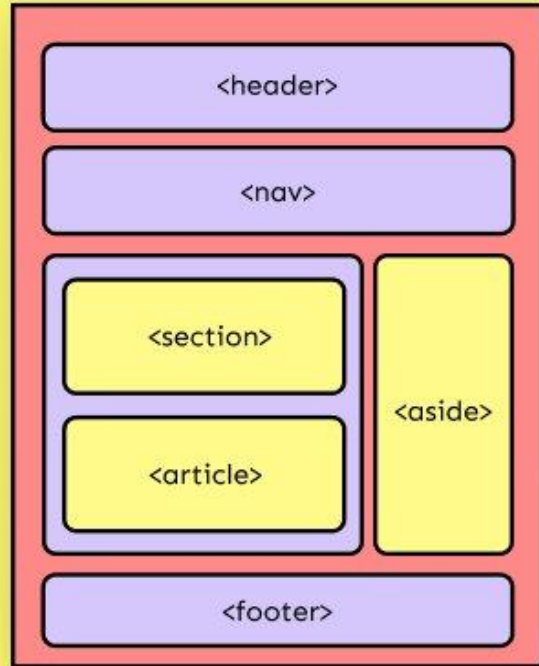 <header>
<nav>
<section>
<article>
<aside>
<footer>